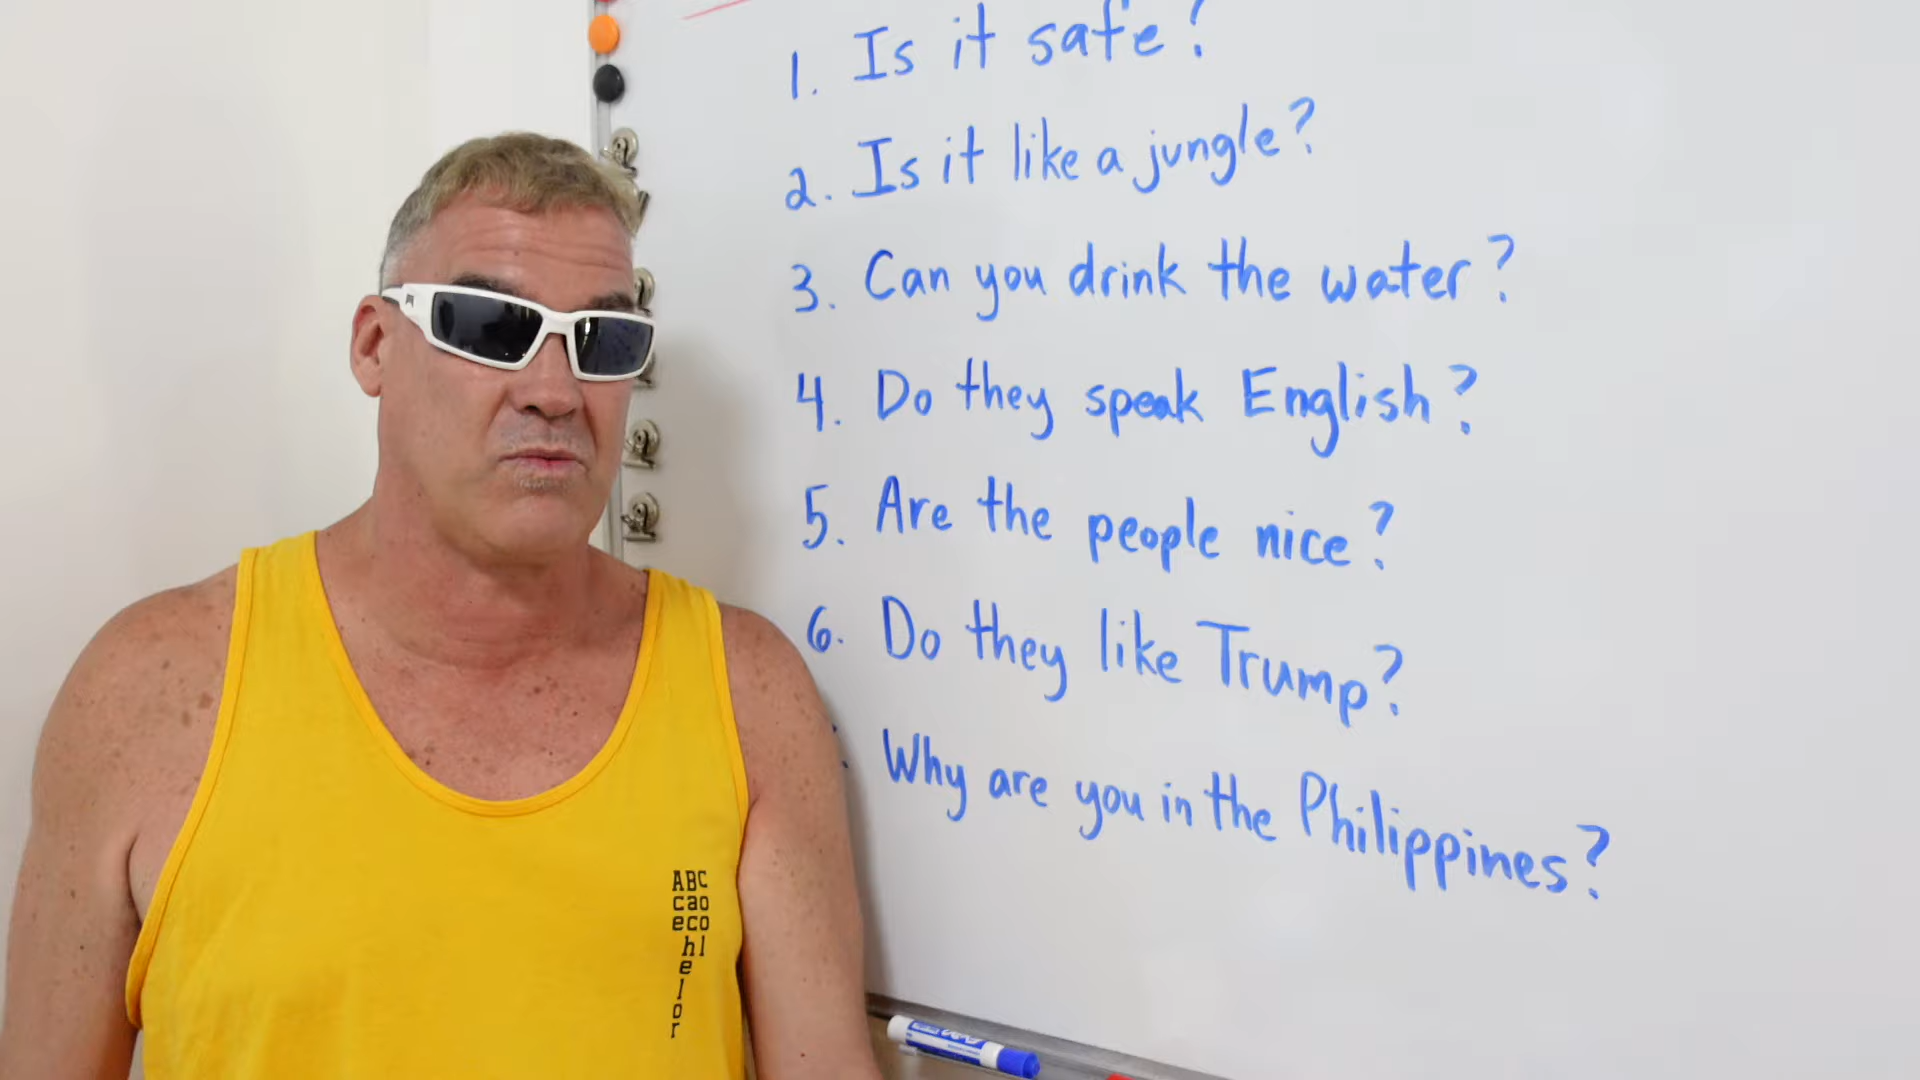 1. Is it safe?
2. Is it like a jungle?
3. Can you drink the water?
4. Do they speak English?
5. Are the people nice?
6. Do they like Trump?
Why are you in the Philippines?
ABC
cao
eco
hl
e
l
o
r